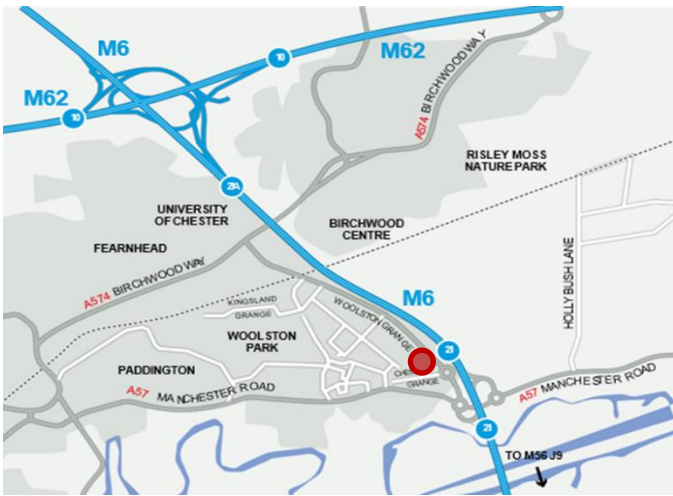 M6
10
M62
A574 BIRCHWOOD WAY
M62
10
RISLEY MOSS
NATURE PARK
21A
UNIVERSITY
OF CHESTER
BIRCHWOOD
CENTRE
FEARNHEAD
A574 BIRCHWOOD WAY
HOLLY BUSH LANE
M6
KINGSLAND
GRANGE
WOOLSTON GRANGE
WOOLSTON
PARK
21
PADDINGTON
GRANGE
A57 MANCHESTER ROAD
A57 MANCHESTER ROAD
21
TO M56 J9